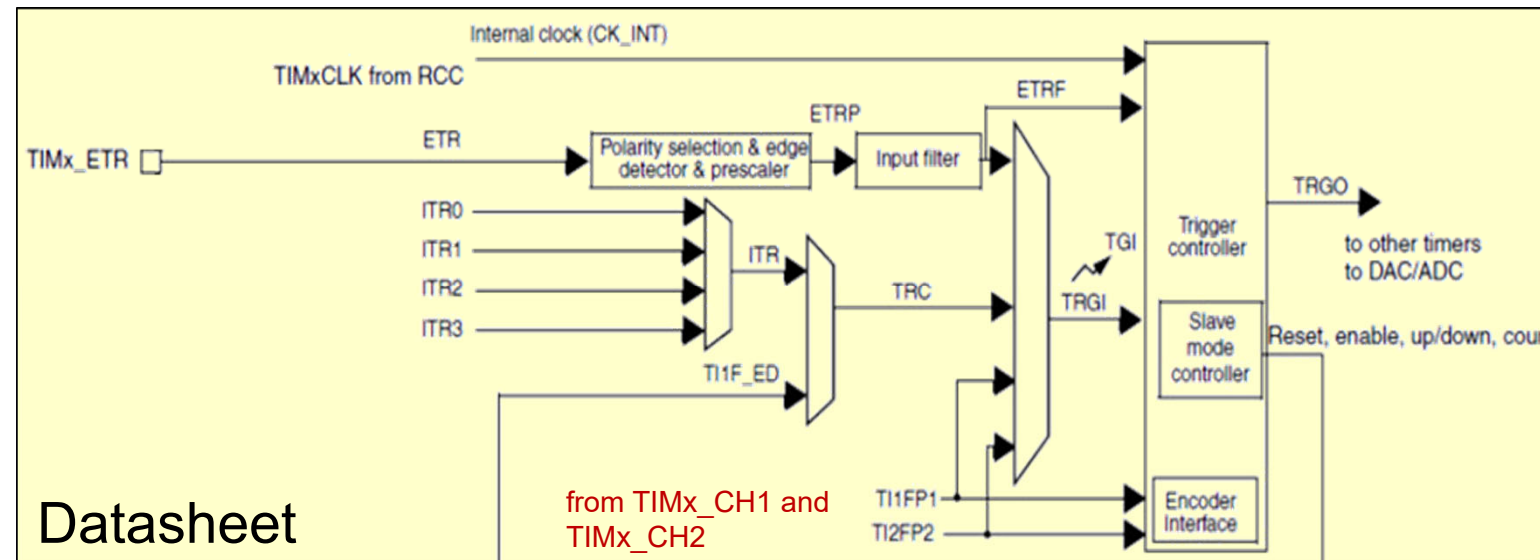 Internal clock (CK_INT)
TIMxCLK from RCC
ETRF
ETRP
ETR
TIMx_ETR
Polarity selection & edge
detector & prescaler
Input filter
ITR0
ITR1
ITR2
ITR3
ITR
TRC
TI1F_ED
TGI
TRGI
Trigger
controller
TRGO
to other timers
to DAC/ADC
Slave
mode
controller
Reset, enable, up/down,
TI1FP1
TI2FP2
Encoder
Interface
from TIMx_CH1 and
TIMx_CH2
Datasheet